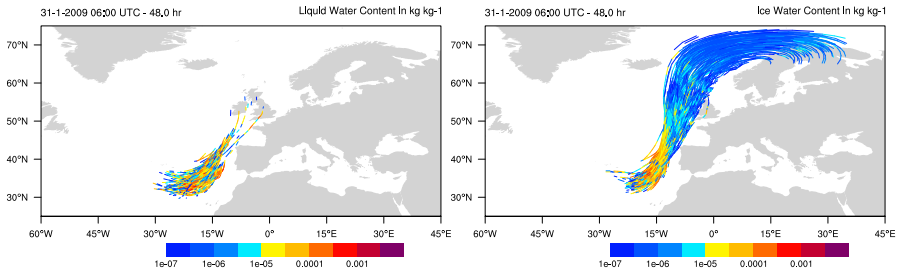 31-1-2009 06:00 UTC - 48.0 hr Liquid Water Content in kg kg-1
70°N
60°N
50°N
40°N
30°N
60°W 45°W 30°W 15°W 0° 15°E 30°E 45°E
1e-07 1e-06 1e-05 0.0001 0.001
31-1-2009 06:00 UTC - 48.0 hr Ice Water Content in kg kg-1
70°N
60°N
50°N
40°N
30°N
60°W 45°W 30°W 15°W 0° 15°E 30°E 45°E
1e-07 1e-06 1e-05 0.0001 0.001